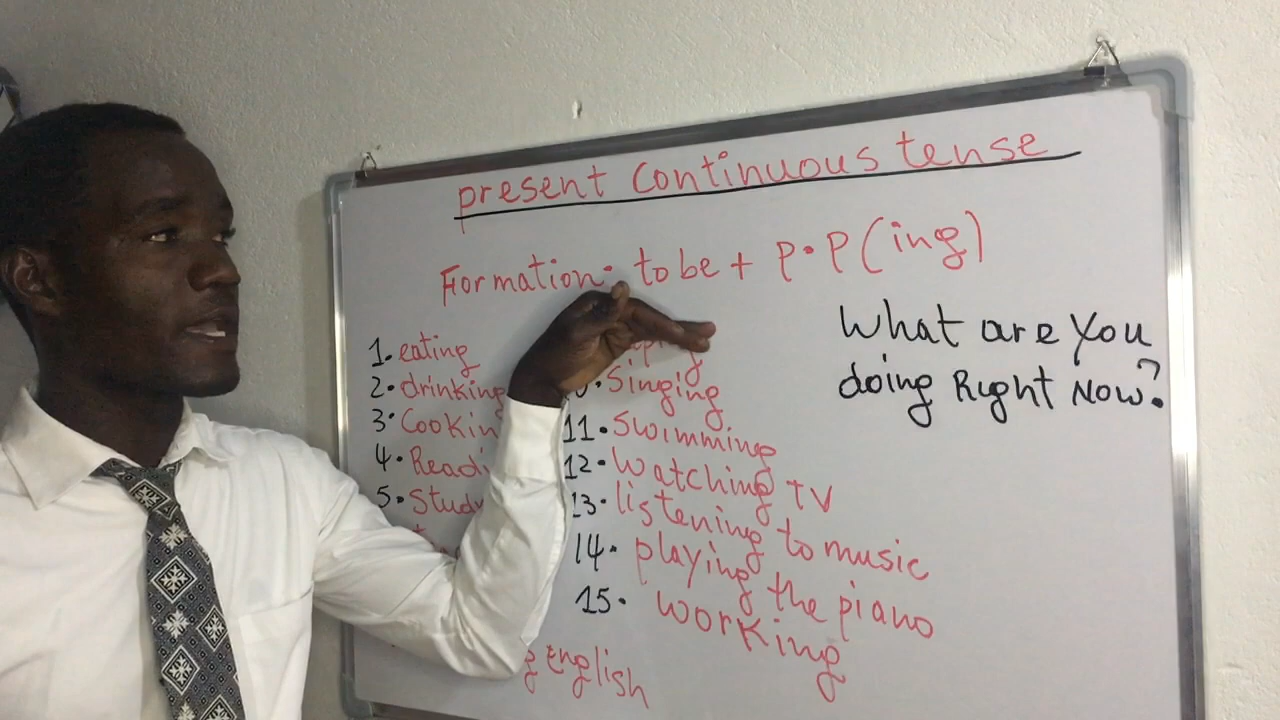 present continuous tense
Formation: to be + p.p (ing)
1. eating
2. drinking
3. Cookin
4. Readi
5. Study
Singing
11. Swimming
12. Watching TV
13. listening to music
14. playing the piano
15. Working
English
What are you
doing Right Now?